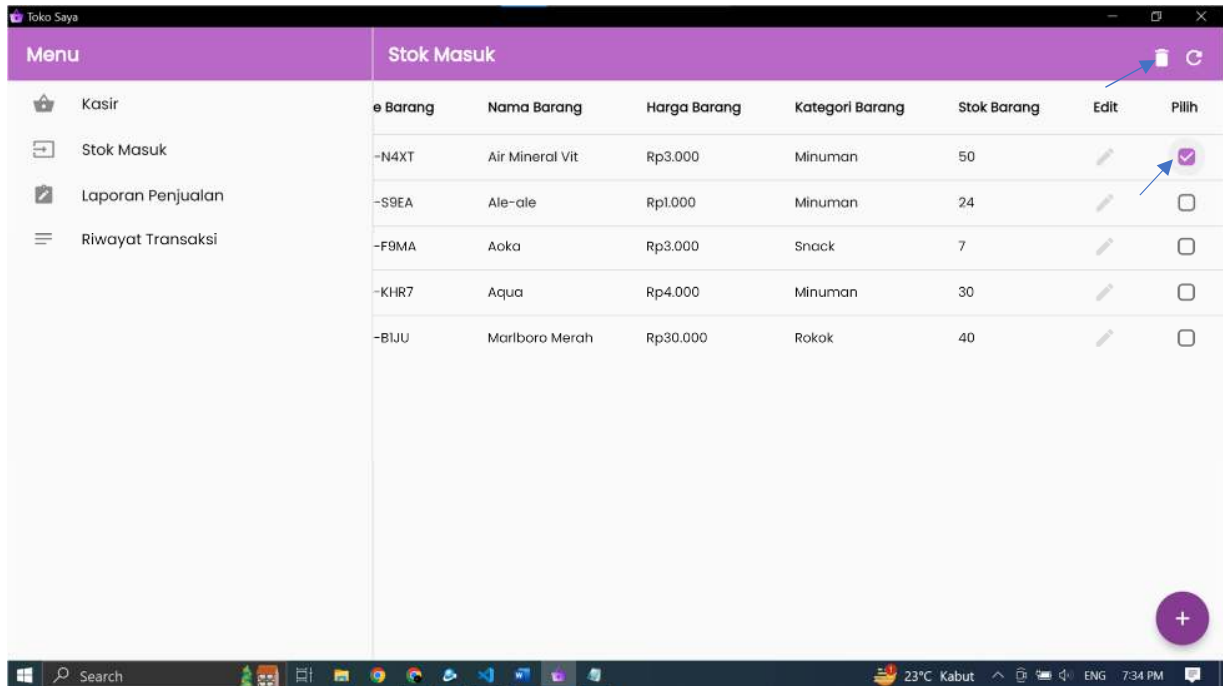 Toko Saya
Menu
Stok Masuk
Kasir
Stok Masuk
Laporan Penjualan
Riwayat Transaksi
e Barang Nama Barang Harga Barang Kategori Barang Stok Barang Edit Pilih
-N4XT Air Mineral Vit Rp3.000 Minuman 50
-S9EA Ale-ale Rp1.000 Minuman 24
-F9MA Aoka Rp3.000 Snack 7
-KHR7 Aqua Rp4.000 Minuman 30
-B1JU Marlboro Merah Rp30.000 Rokok 40
+
Search 1 23°C Kabut ENG 7:34 PM